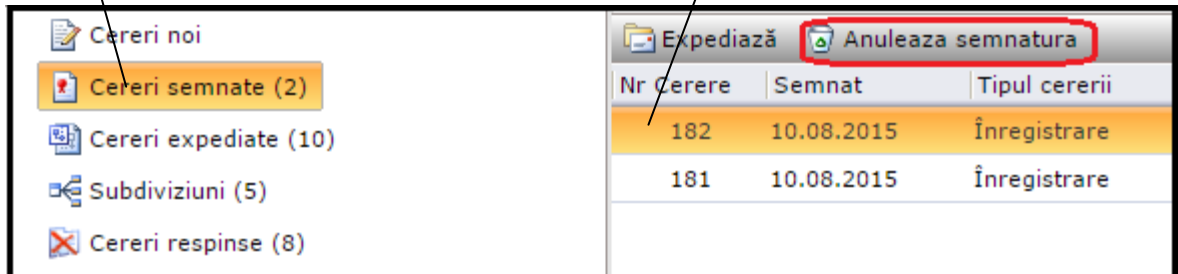 Cereri noi
Cereri semnate (2)
Cereri expediate (10)
Subdiviziuni (5)
Cereri respinse (8)
Expediază Anuleaza semnatura
Nr Cerere Semnat Tipul cererii
182 10.08.2015 Înregistrare
181 10.08.2015 Înregistrare